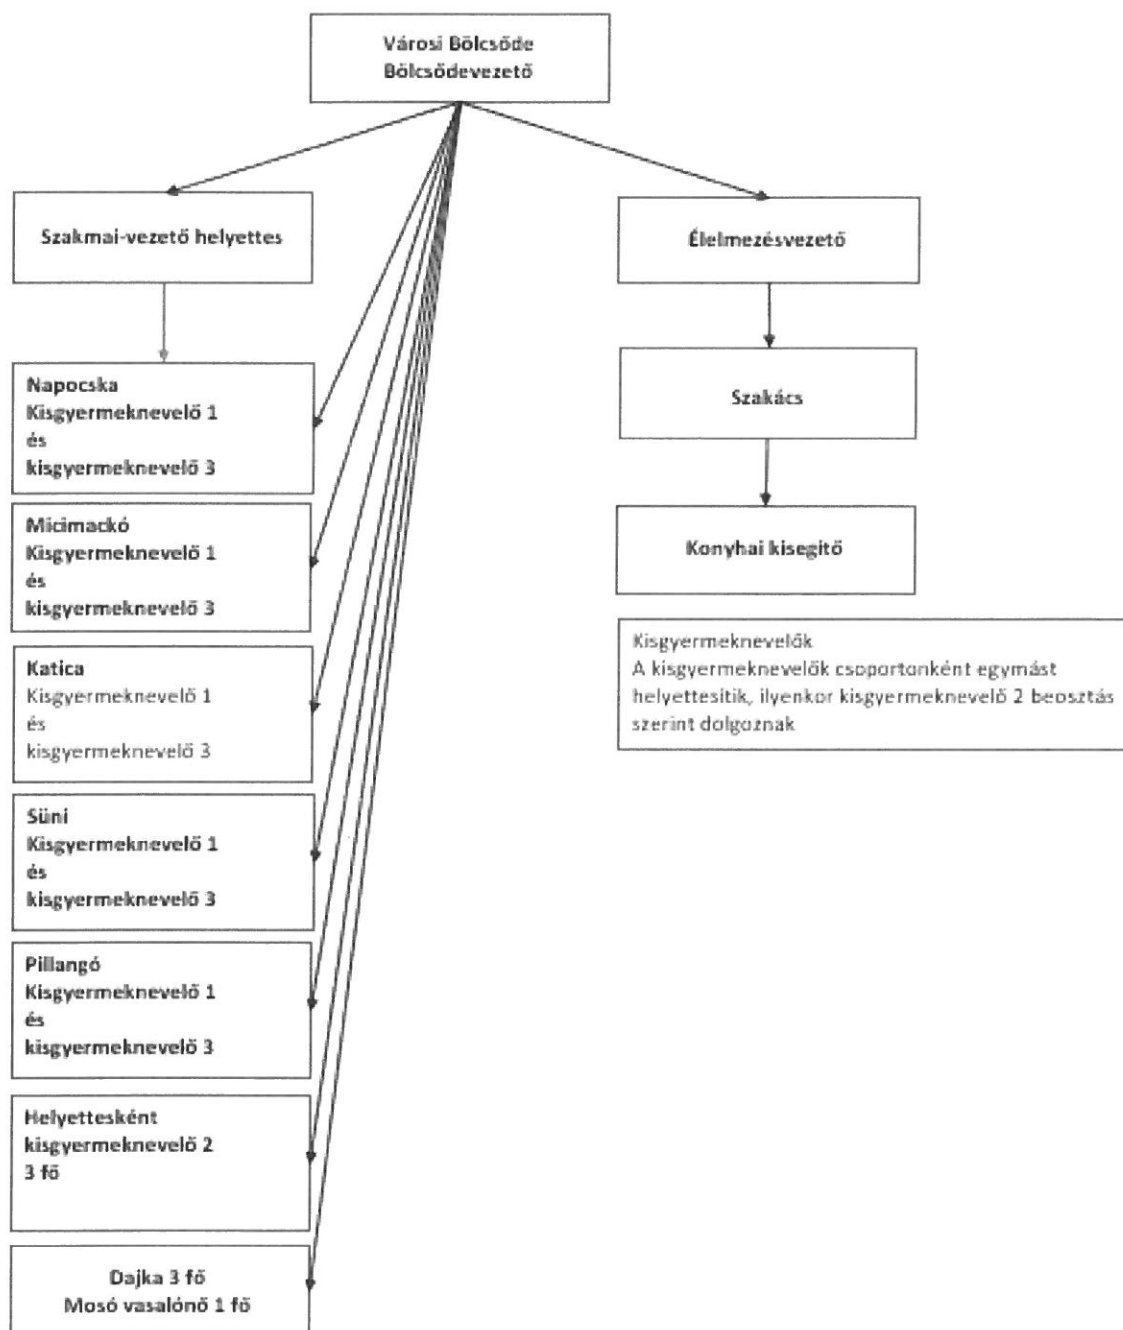 Városi Bölcsőde
Bölcsődevezető
Szakmai-vezető helyettes
Élelmezésvezető
Napocska
Kisgyermeknevelő 1
és
kisgyermeknevelő 3
Szakács
Micimackó
Kisgyermeknevelő 1
és
kisgyermeknevelő 3
Konyhai kisegítő
Kisgyermeknevelők
A kisgyermeknevelők csoportonként egymást
helyettesítik, ilyenkor kisgyermeknevelő 2 beosztás
szerint dolgoznak
Katica
Kisgyermeknevelő 1
és
kisgyermeknevelő 3
Süni
Kisgyermeknevelő 1
és
kisgyermeknevelő 3
Pillangó
Kisgyermeknevelő 1
és
kisgyermeknevelő 3
Helyettesként
kisgyermeknevelő 2
3 fő
Dajka 3 fő
Mosó vasalónő 1 fő